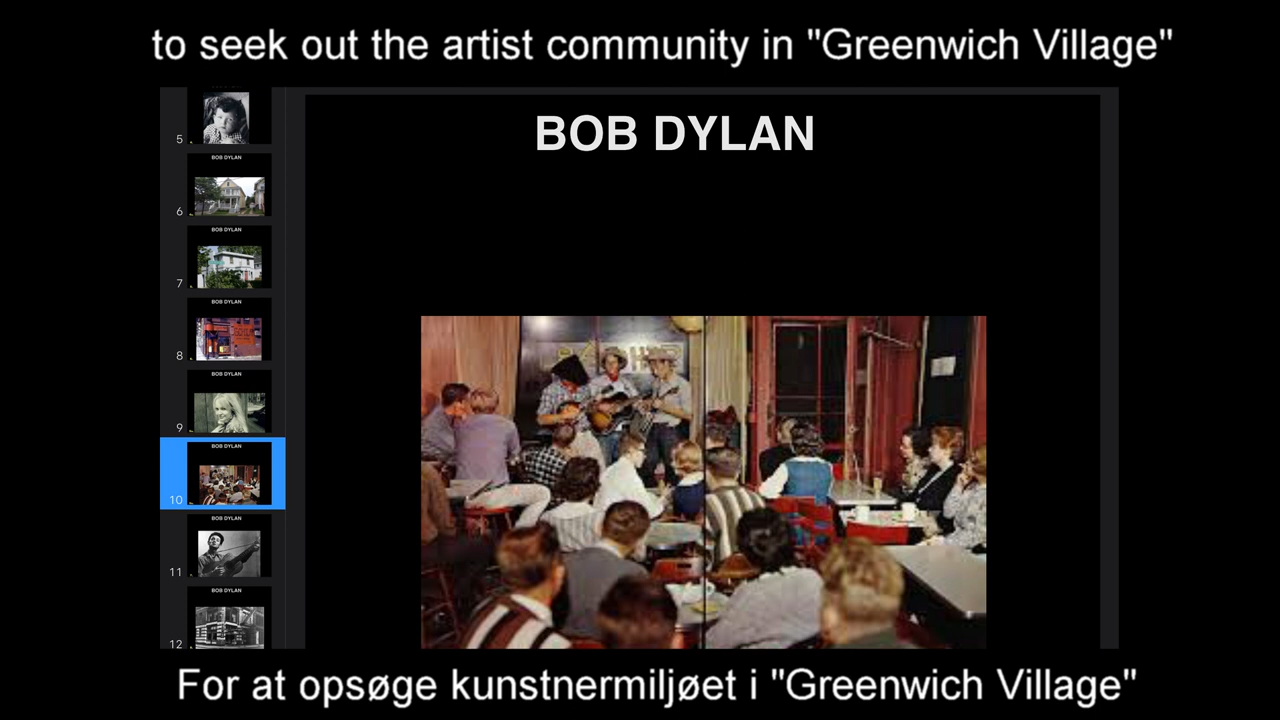 to seek out the artist community in "Greenwich Village"
BOB DYLAN
5
BOB DYLAN
6
BOB DYLAN
7
BOB DYLAN
8
BOB DYLAN
9
BOB DYLAN
10
BOB DYLAN
11
BOB DYLAN
12
For at opsøge kunstnermiljøet i "Greenwich Village"